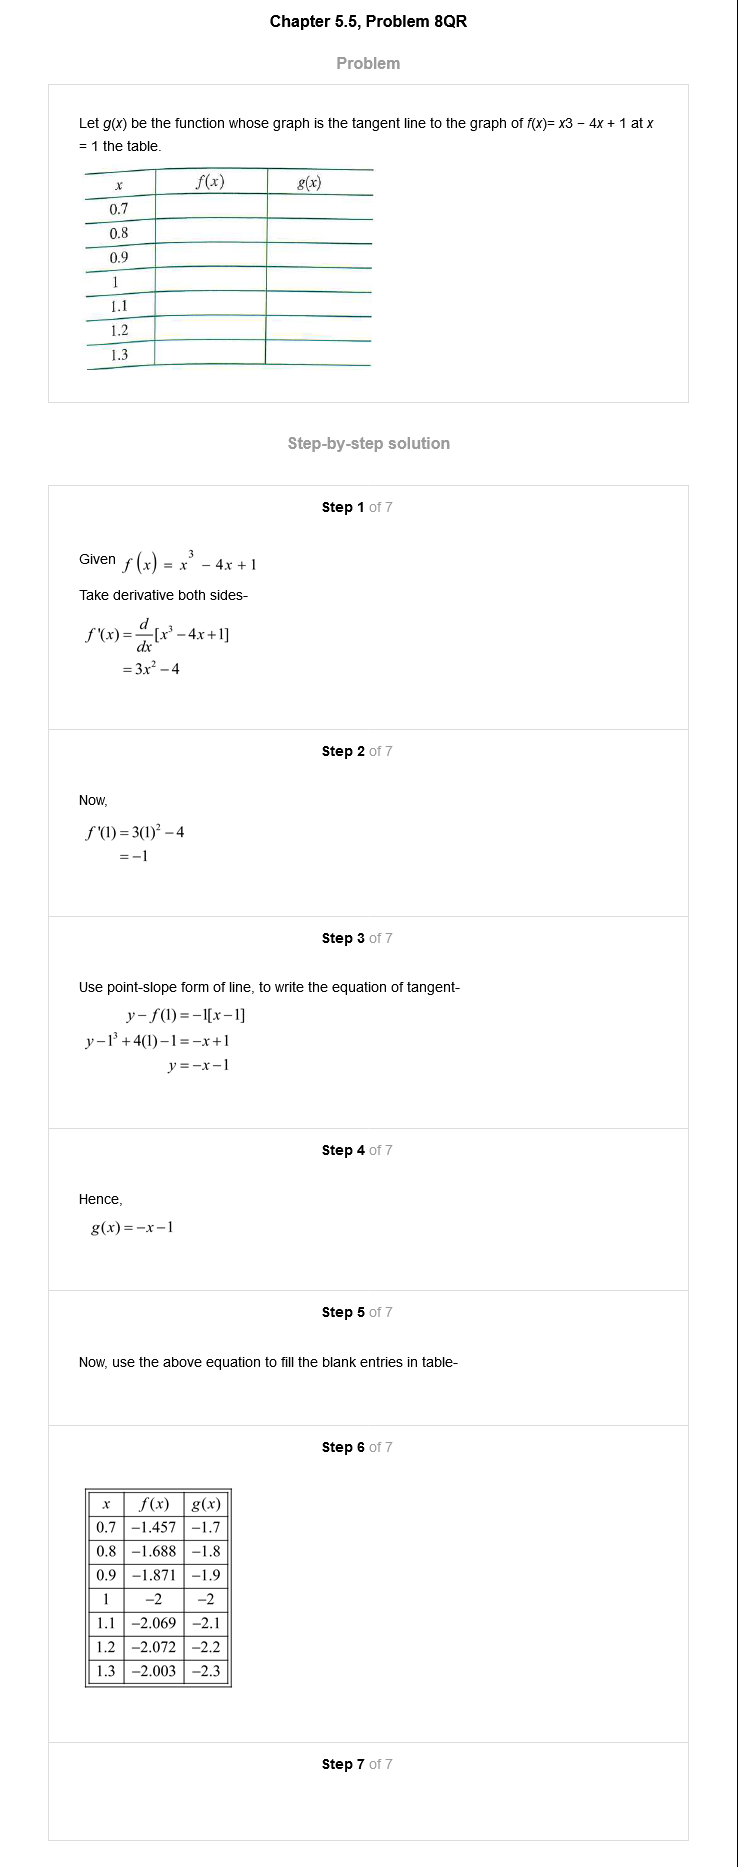 Chapter 5.5, Problem 8QR
Problem
Let g(x) be the function whose graph is the tangent line to the graph of f(x)= x3 − 4x + 1 at x
= 1 the table.
x f(x) g(x)
0.7
0.8
0.9
1
1.1
1.2
1.3
Step-by-step solution
Step 1 of 7
Given f(x) = x³ − 4x + 1
Take derivative both sides-
f'(x) = d/dx [x³ − 4x + 1]
= 3x² − 4
Step 2 of 7
Now,
f'(1) = 3(1)² − 4
= −1
Step 3 of 7
Use point-slope form of line, to write the equation of tangent-
y − f(1) = −1[x − 1]
y − 1³ + 4(1) − 1 = −x + 1
y = −x − 1
Step 4 of 7
Hence,
g(x) = −x − 1
Step 5 of 7
Now, use the above equation to fill the blank entries in table-
Step 6 of 7
x f(x) g(x)
0.7 −1.457 −1.7
0.8 −1.688 −1.8
0.9 −1.871 −1.9
1 −2 −2
1.1 −2.069 −2.1
1.2 −2.072 −2.2
1.3 −2.003 −2.3
Step 7 of 7